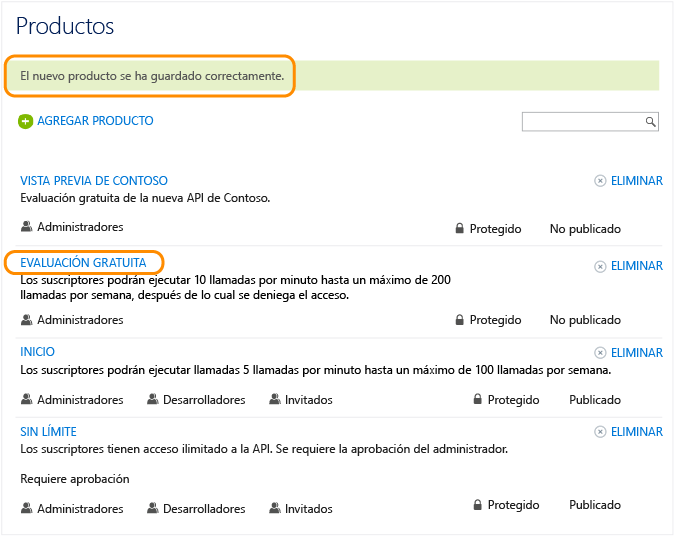 Productos
El nuevo producto se ha guardado correctamente.
AGREGAR PRODUCTO
VISTA PREVIA DE CONTOSO
ELIMINAR
Evaluación gratuita de la nueva API de Contoso.
Administradores Protegido No publicado
EVALUACIÓN GRATUITA
ELIMINAR
Los suscriptores podrán ejecutar 10 llamadas por minuto hasta un máximo de 200
llamadas por semana, después de lo cual se deniega el acceso.
Administradores Protegido No publicado
INICIO
ELIMINAR
Los suscriptores podrán ejecutar llamadas 5 llamadas por minuto hasta un máximo de 100 llamadas por semana.
Administradores Desarrolladores Invitados Protegido Publicado
SIN LÍMITE
ELIMINAR
Los suscriptores tienen acceso ilimitado a la API. Se requiere la aprobación del administrador.
Requiere aprobación
Administradores Desarrolladores Invitados Protegido Publicado